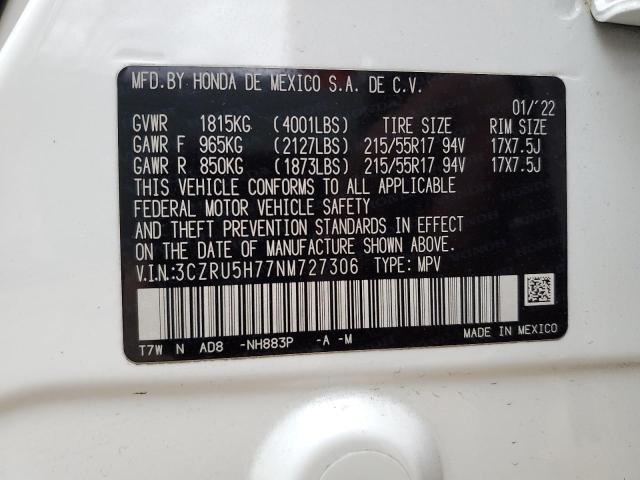 MFD. BY HONDA DE MEXICO S.A. DE C.V.
01/'22
GVWR 1815KG (4001LBS) TIRE SIZE RIM SIZE
GAWR F 965KG (2127LBS) 215/55R17 94V 17X7.5J
GAWR R 850KG (1873LBS) 215/55R17 94V 17X7.5J
THIS VEHICLE CONFORMS TO ALL APPLICABLE
FEDERAL MOTOR VEHICLE SAFETY
AND THEFT PREVENTION STANDARDS IN EFFECT
ON THE DATE OF MANUFACTURE SHOWN ABOVE.
V.I.N.:3CZRU5H77NM727306 TYPE: MPV
T7W N AD8 -NH883P -A -M
MADE IN MEXICO